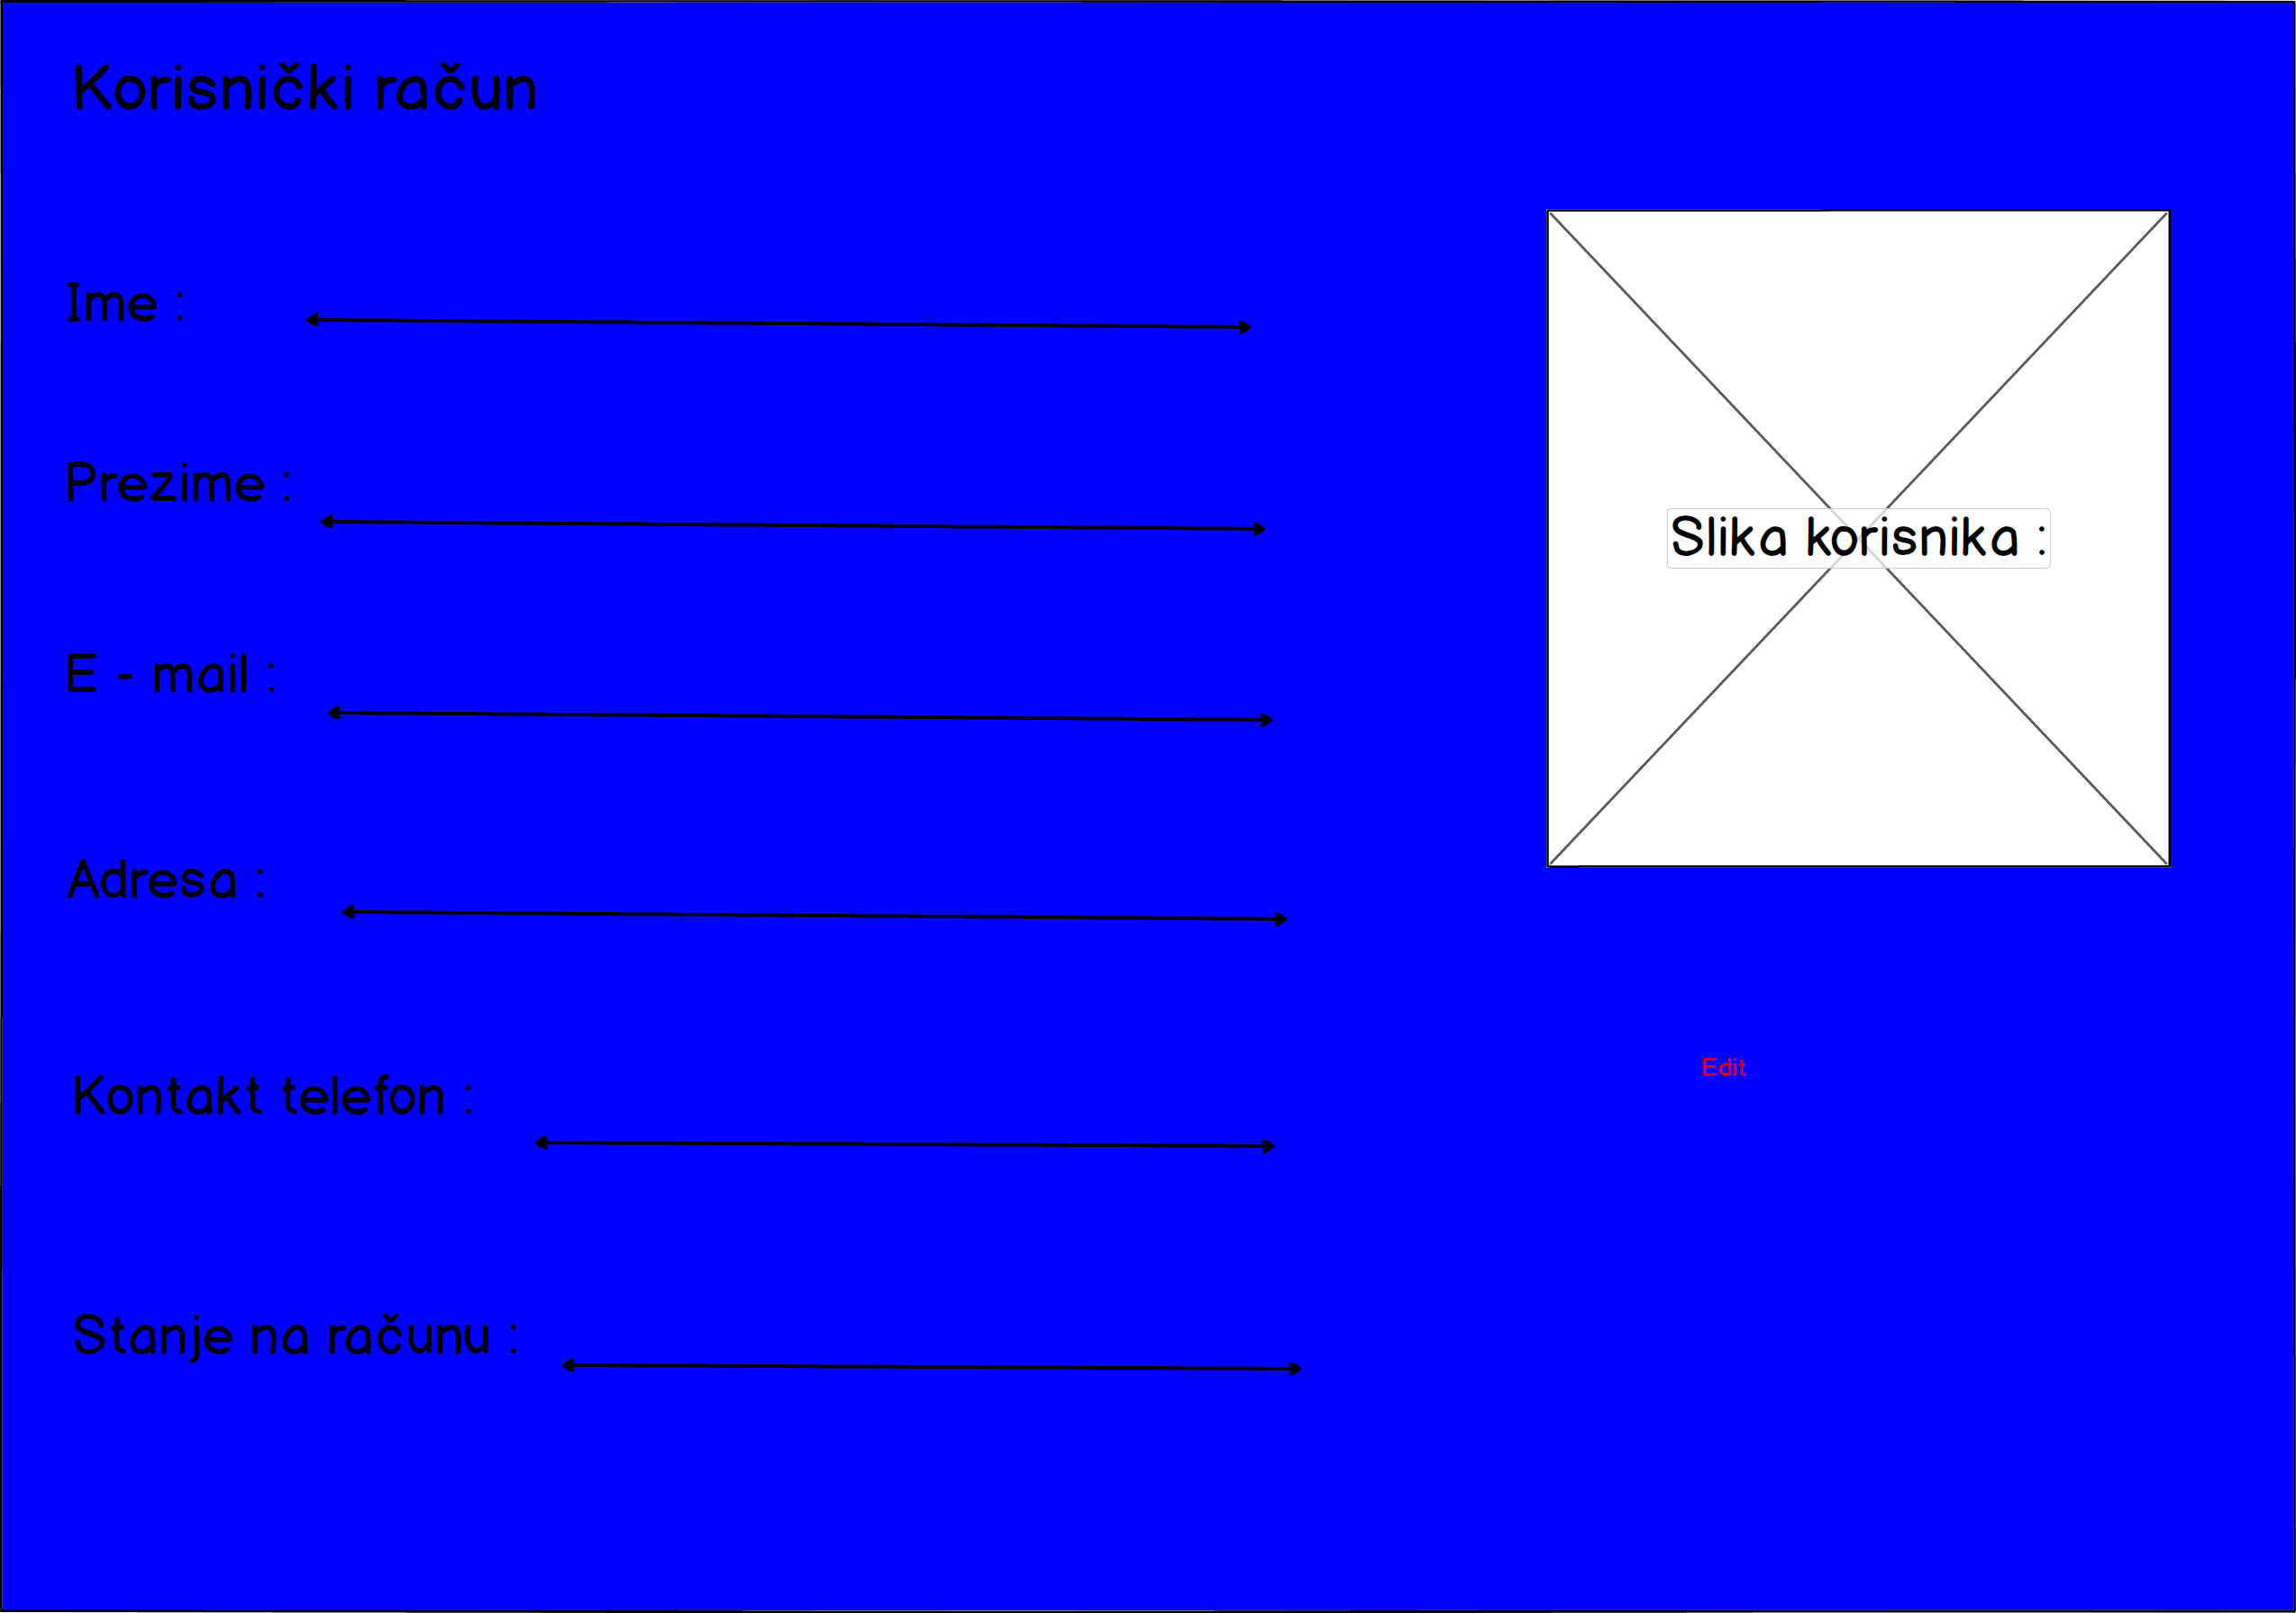 Korisnički račun
Ime :
Prezime :
Slika korisnika :
E - mail :
Adresa :
Edit
Kontakt telefon :
Stanje na računu :